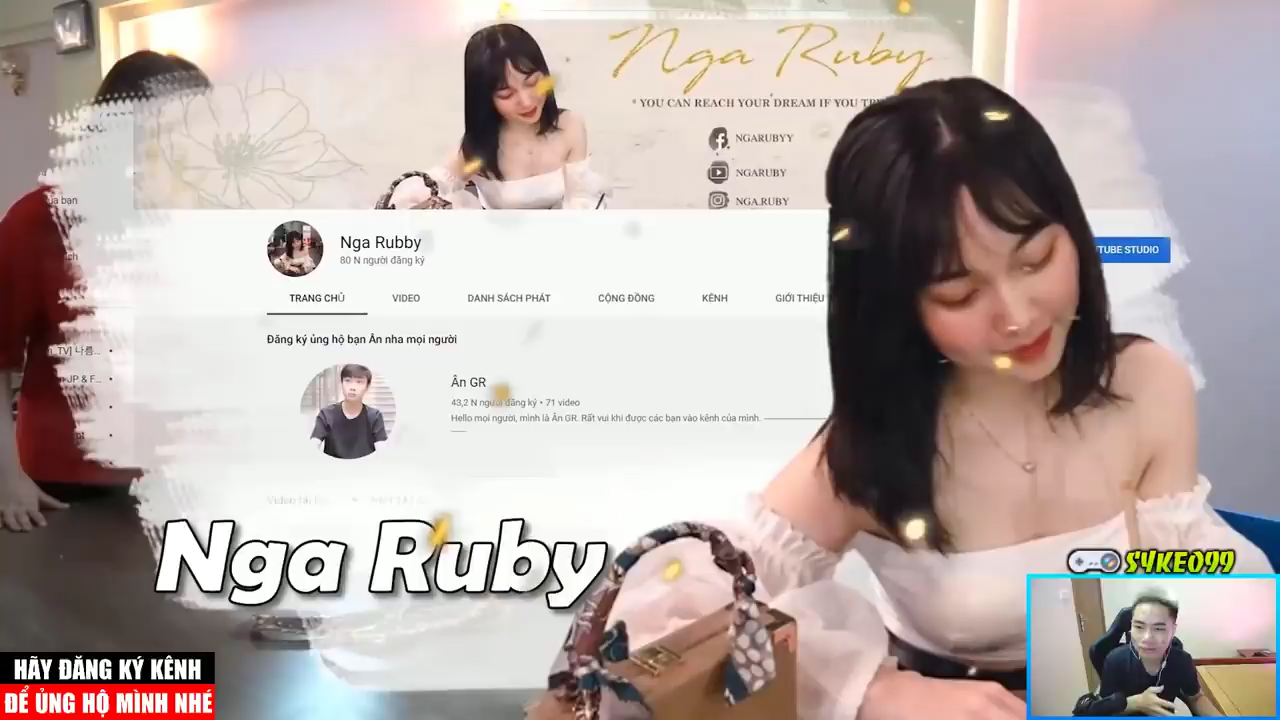 Nga Ruby
* YOU CAN REACH YOUR DREAM IF YOU
NGARUBYY
NGARUBY
NGA.RUBY
Nga Rubby
80 N người đăng ký
TUBE STUDIO
TRANG CHỦ
VIDEO
DANH SÁCH PHÁT
CỘNG ĐỒNG
KÊNH
GIỚI THIỆU
Đăng ký ủng hộ bạn Ân nha mọi người
Ân GR
43,2 N người đăng ký • 71 video
Hello mọi người, mình là Ân GR. Rất vui khi được các bạn vào kênh của mình.
Nga Ruby
SYKEO99
HÃY ĐĂNG KÝ KÊNH
ĐỂ ỦNG HỘ MÌNH NHÉ